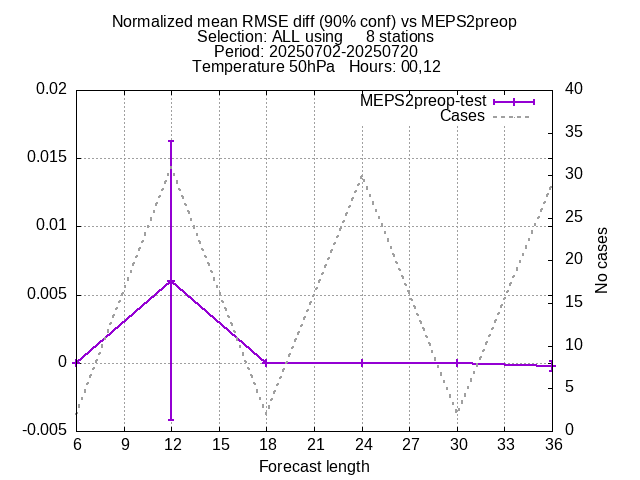 Normalized mean RMSE diff (90% conf) vs MEPS2preop
Selection: ALL using 8 stations
Period: 20250702-20250720
Temperature 50hPa Hours: 00,12
MEPS2preop-test
Cases
0.02
0.015
0.01
0.005
0
-0.005
40
35
30
25
20
15
10
5
0
No cases
6 9 12 15 18 21 24 27 30 33 36
Forecast length